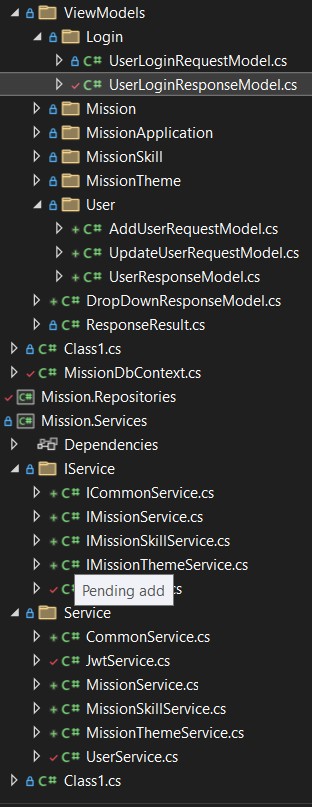 ViewModels
Login
C# UserLoginRequestModel.cs
C# UserLoginResponseModel.cs
Mission
MissionApplication
MissionSkill
MissionTheme
User
C# AddUserRequestModel.cs
C# UpdateUserRequestModel.cs
C# UserResponseModel.cs
C# DropDownResponseModel.cs
C# ResponseResult.cs
C# Class1.cs
C# MissionDbContext.cs
C# Mission.Repositories
C# Mission.Services
Dependencies
IService
C# ICommonService.cs
C# IMissionService.cs
C# IMissionSkillService.cs
C# IMissionThemeService.cs
Pending add .cs
Service
C# CommonService.cs
C# JwtService.cs
C# MissionService.cs
C# MissionSkillService.cs
C# MissionThemeService.cs
C# UserService.cs
C# Class1.cs